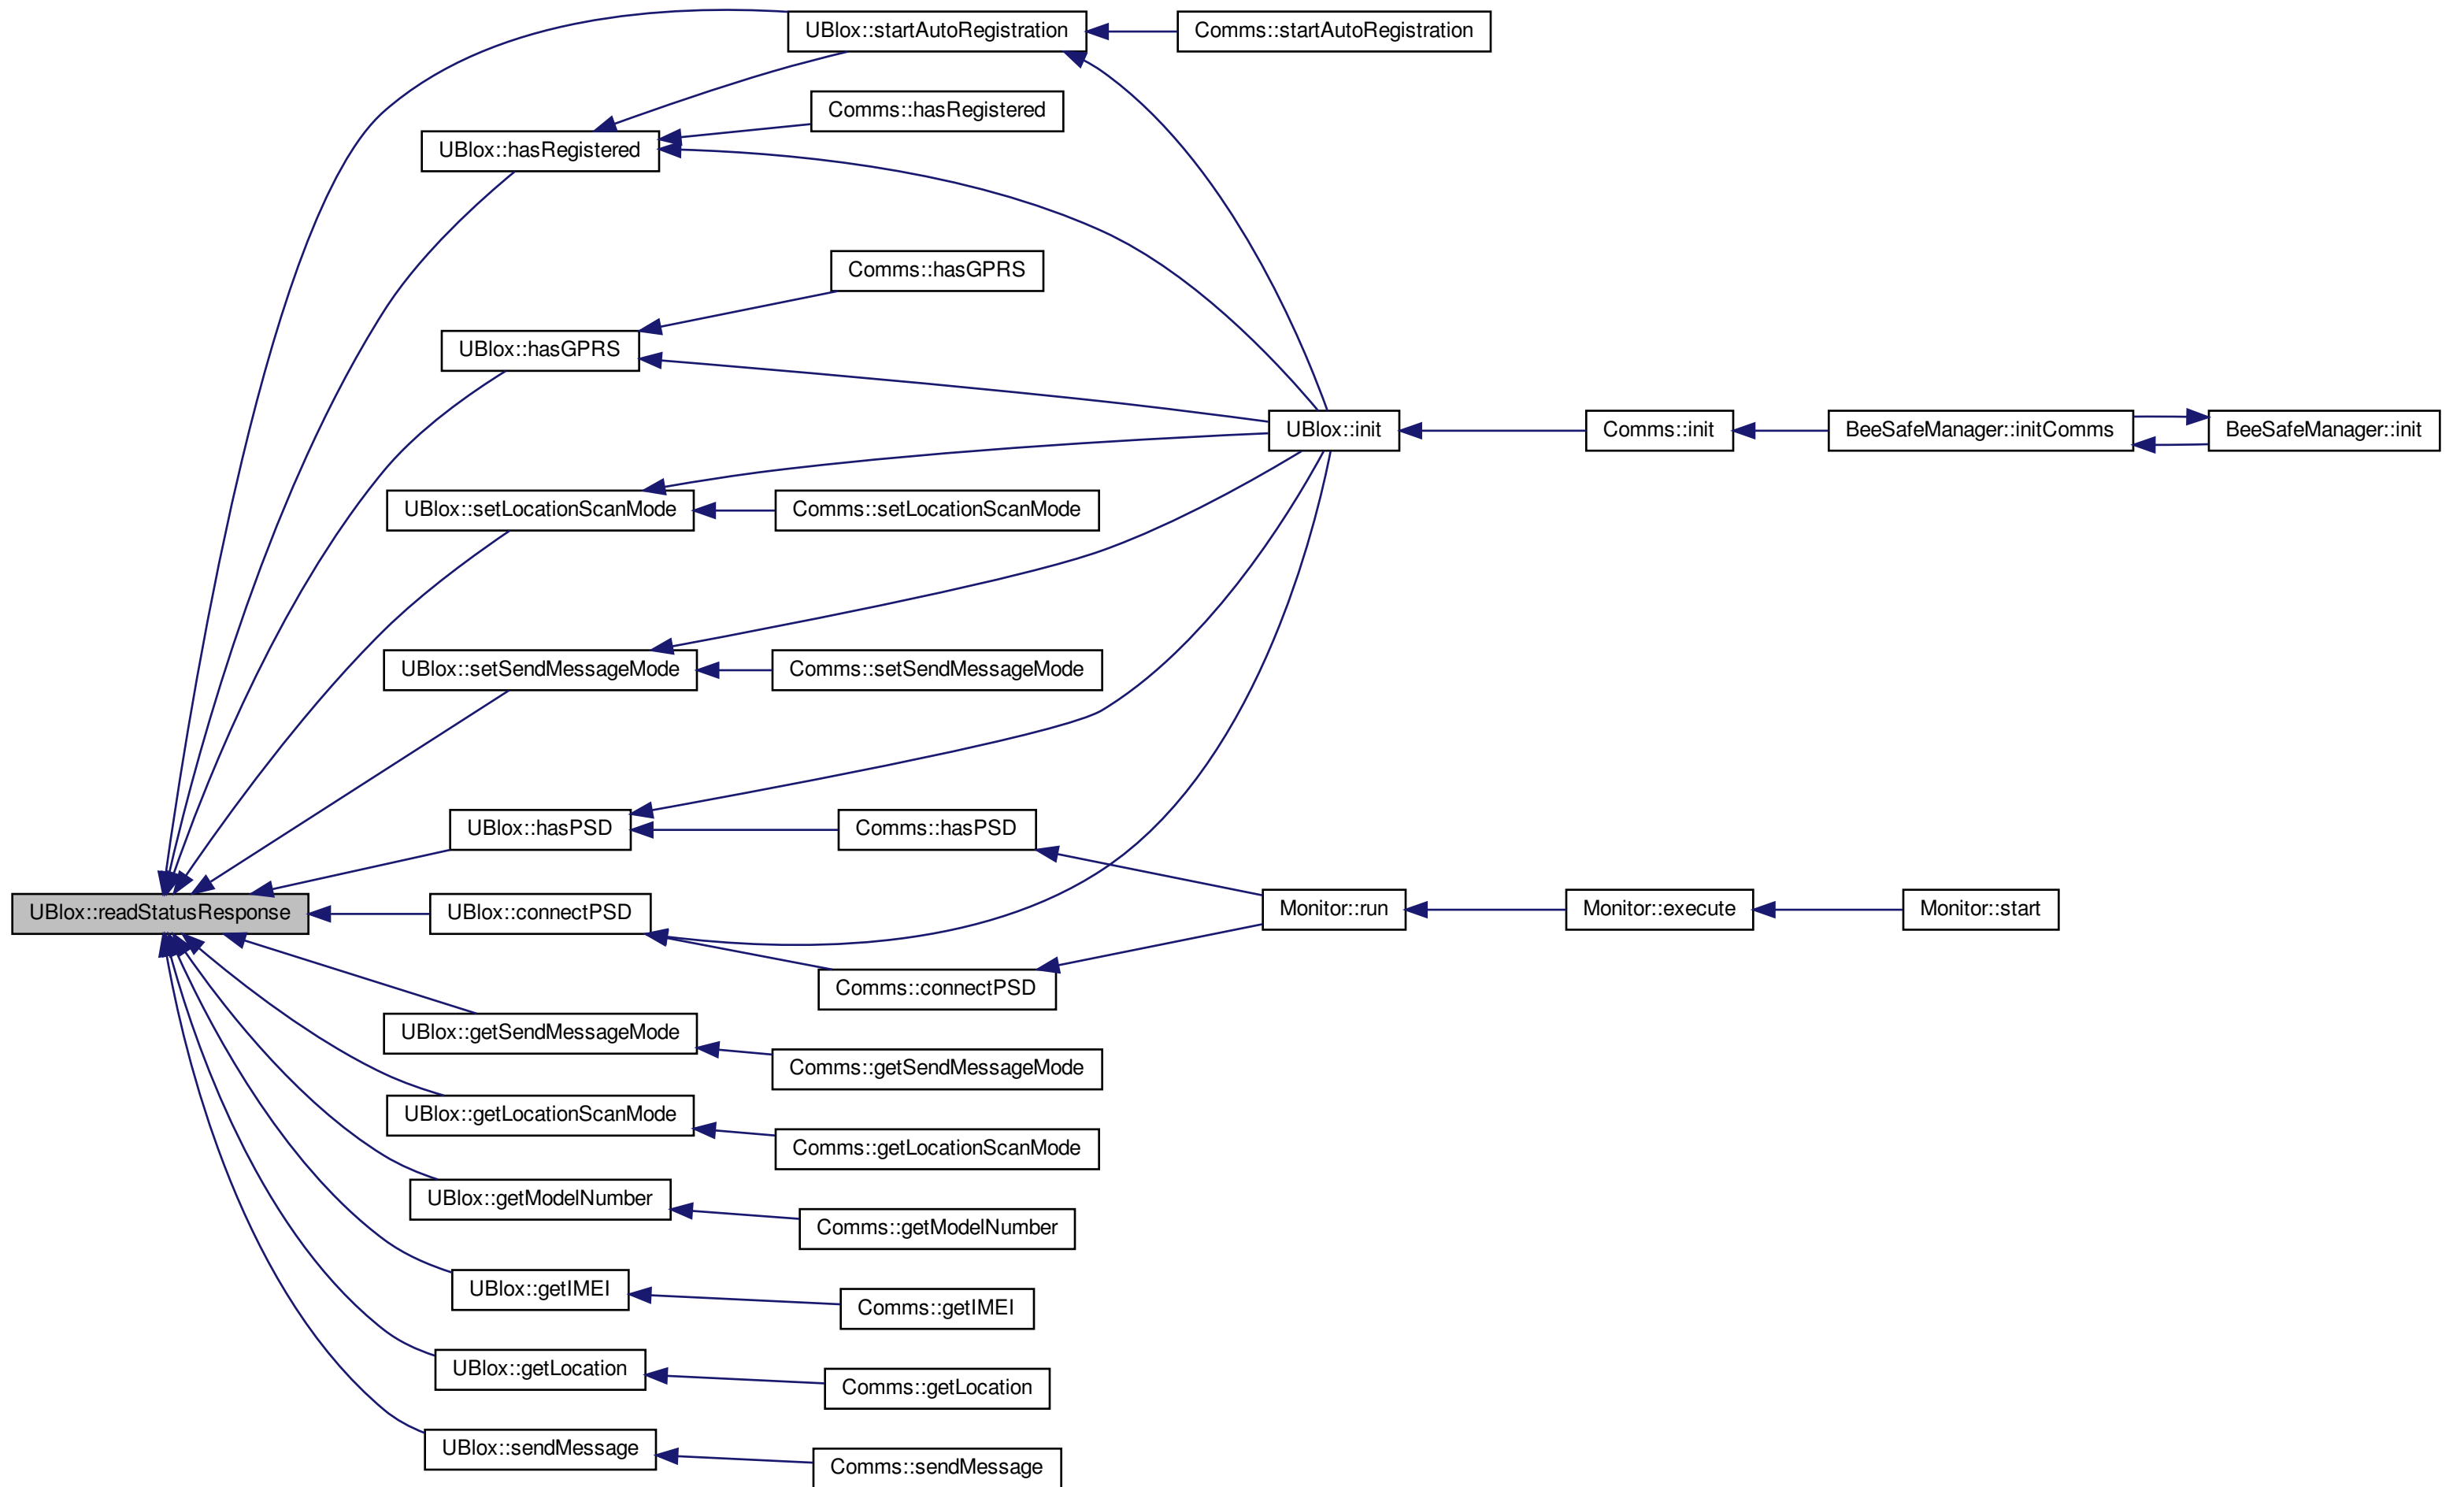 UBlox::startAutoRegistration
Comms::startAutoRegistration
Comms::hasRegistered
UBlox::hasRegistered
Comms::hasGPRS
UBlox::hasGPRS
UBlox::init
Comms::init
BeeSafeManager::initComms
BeeSafeManager::init
UBlox::setLocationScanMode
Comms::setLocationScanMode
UBlox::setSendMessageMode
Comms::setSendMessageMode
UBlox::hasPSD
Comms::hasPSD
UBlox::readStatusResponse
UBlox::connectPSD
Monitor::run
Monitor::execute
Monitor::start
Comms::connectPSD
UBlox::getSendMessageMode
Comms::getSendMessageMode
UBlox::getLocationScanMode
Comms::getLocationScanMode
UBlox::getModelNumber
Comms::getModelNumber
UBlox::getIMEI
Comms::getIMEI
UBlox::getLocation
Comms::getLocation
UBlox::sendMessage
Comms::sendMessage